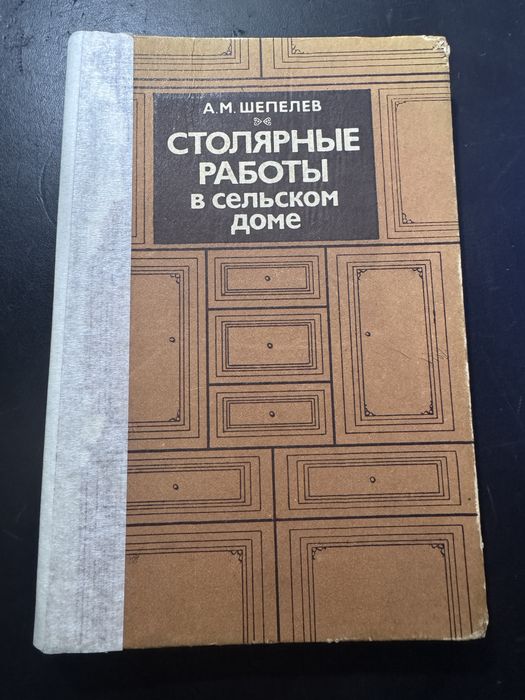 А.М. ШЕПЕЛЕВ
СТОЛЯРНЫЕ
РАБОТЫ
В СЕЛЬСКОМ
ДОМЕ